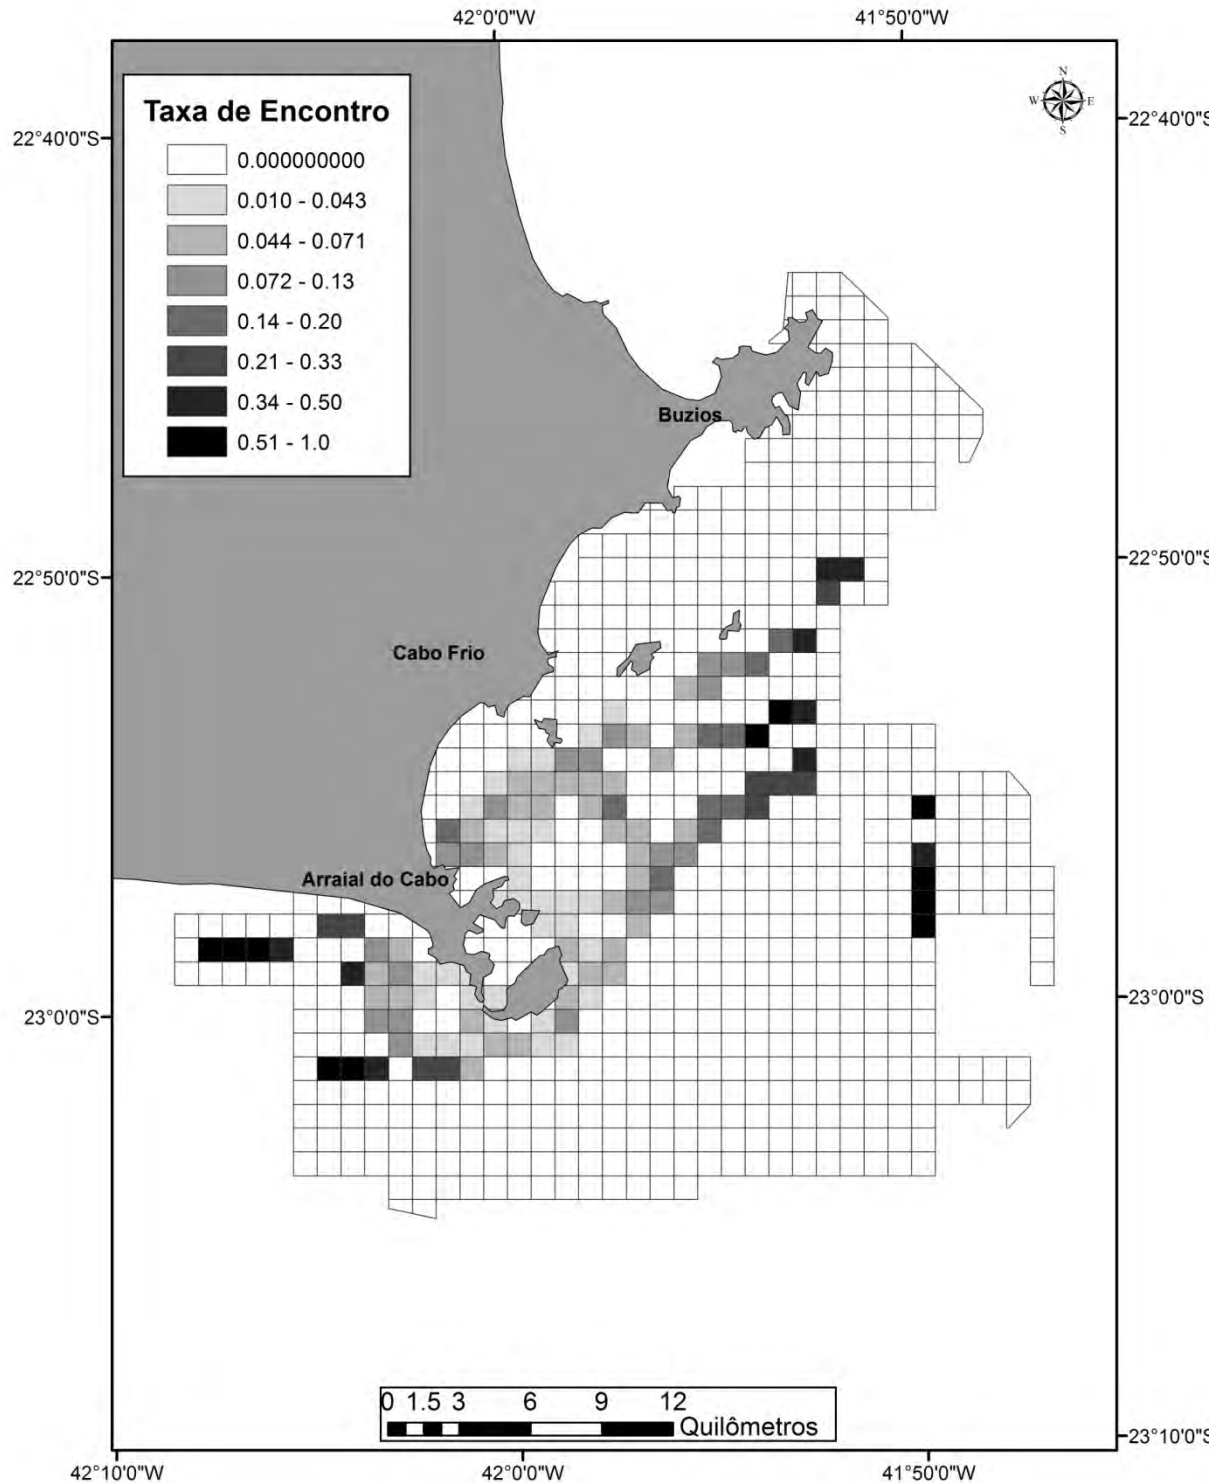 42°0'0"W
41°50'0"W
Taxa de Encontro
0.000000000
0.010 - 0.043
0.044 - 0.071
0.072 - 0.13
0.14 - 0.20
0.21 - 0.33
0.34 - 0.50
0.51 - 1.0
N
W
E
S
22°40'0"S
22°40'0"S
Buzios
22°50'0"S
22°50'0"S
Cabo Frio
Arraial do Cabo
23°0'0"S
23°0'0"S
0 1.5 3 6 9 12
Quilômetros
23°10'0"S
42°10'0"W
42°0'0"W
41°50'0"W